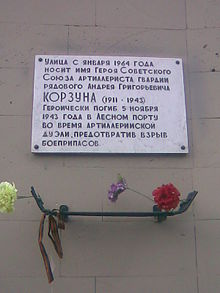 Улица с января 1964 года
носит имя Героя Советского
Союза артиллериста гвардии
рядового Андрея Григорьевича
КОРЗУНА (1911 - 1943)
Героически погиб 5 ноября
1943 года в Лесном порту
во время артиллерийской
дуэли, предотвратив взрыв
боеприпасов.